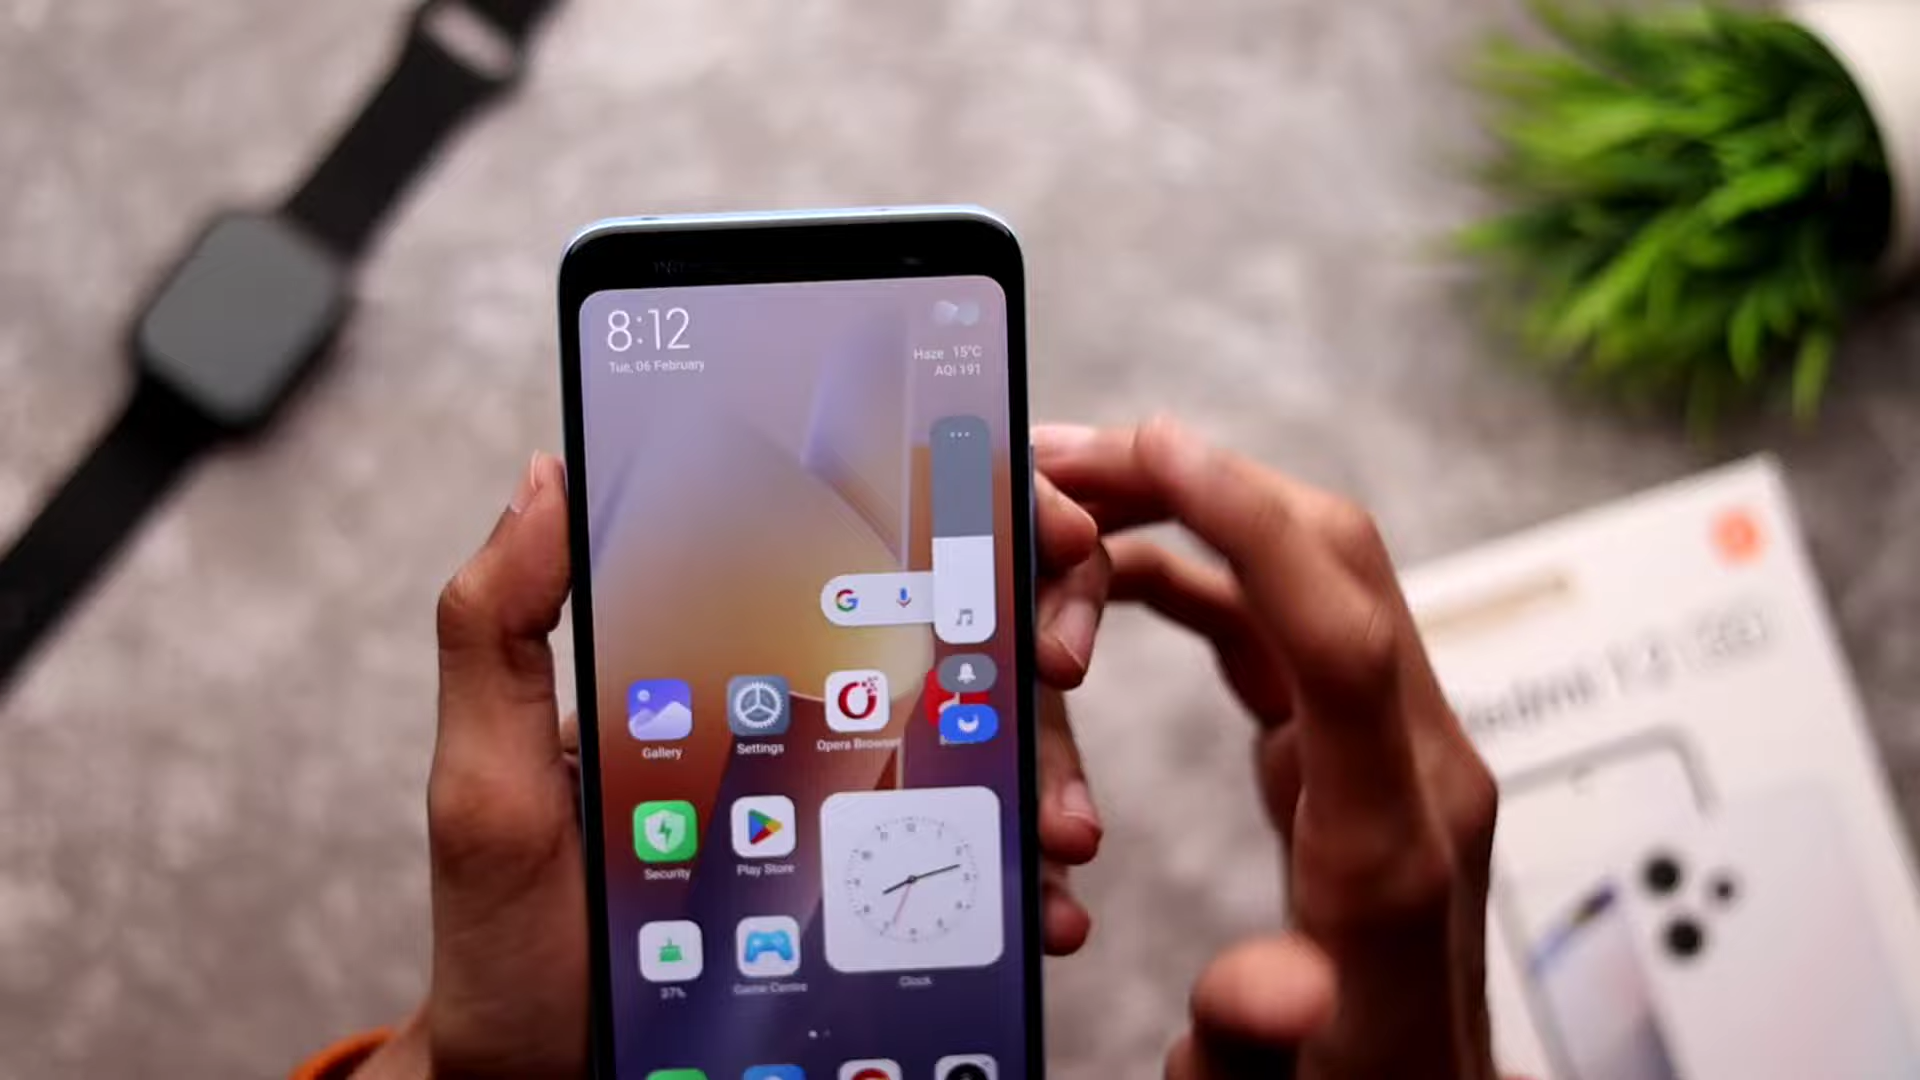 8:12
Tue, 06 February
Haze 15°C
AQI 191
Gallery
Settings
Opera Browser
Security
Play Store
37%
Game Centre
Clock